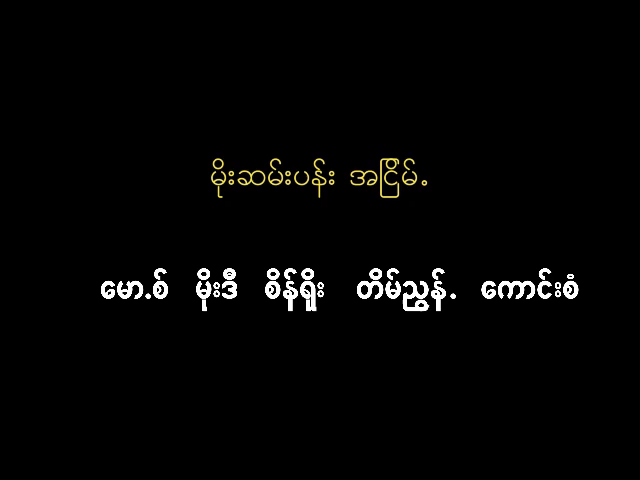 မိုးဆမ်းပန်း အငြိမ့်
မော့စ် မိုးဒီ စိန်ရှိုး တိမ်ညွန့် ကောင်းစံ